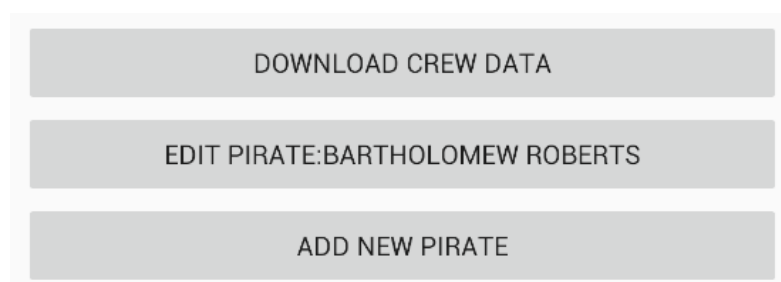 DOWNLOAD CREW DATA
EDIT PIRATE:BARTHOLOMEW ROBERTS
ADD NEW PIRATE